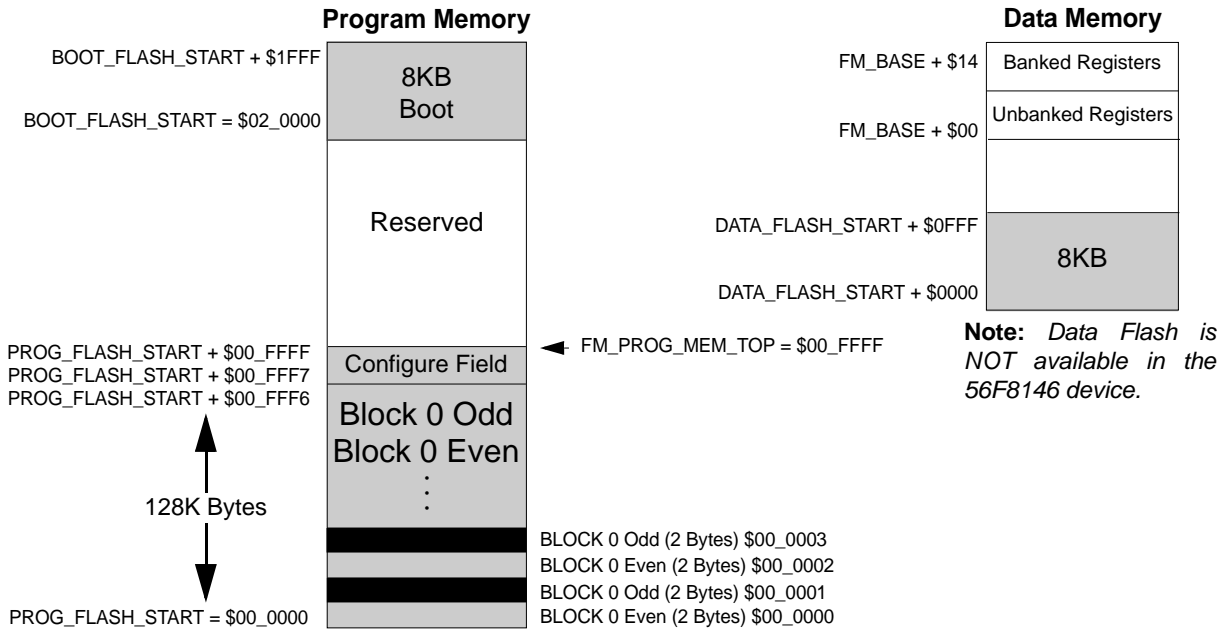 Program Memory
BOOT_FLASH_START + $1FFF
8KB
Boot
BOOT_FLASH_START = $02_0000
Reserved
PROG_FLASH_START + $00_FFFF
FM_PROG_MEM_TOP = $00_FFFF
Configure Field
PROG_FLASH_START + $00_FFF7
PROG_FLASH_START + $00_FFF6
Block 0 Odd
Block 0 Even
128K Bytes
BLOCK 0 Odd (2 Bytes) $00_0003
BLOCK 0 Even (2 Bytes) $00_0002
BLOCK 0 Odd (2 Bytes) $00_0001
BLOCK 0 Even (2 Bytes) $00_0000
PROG_FLASH_START = $00_0000
Data Memory
FM_BASE + $14
Banked Registers
Unbanked Registers
FM_BASE + $00
DATA_FLASH_START + $0FFF
8KB
DATA_FLASH_START + $0000
Note: Data Flash is
NOT available in the
56F8146 device.